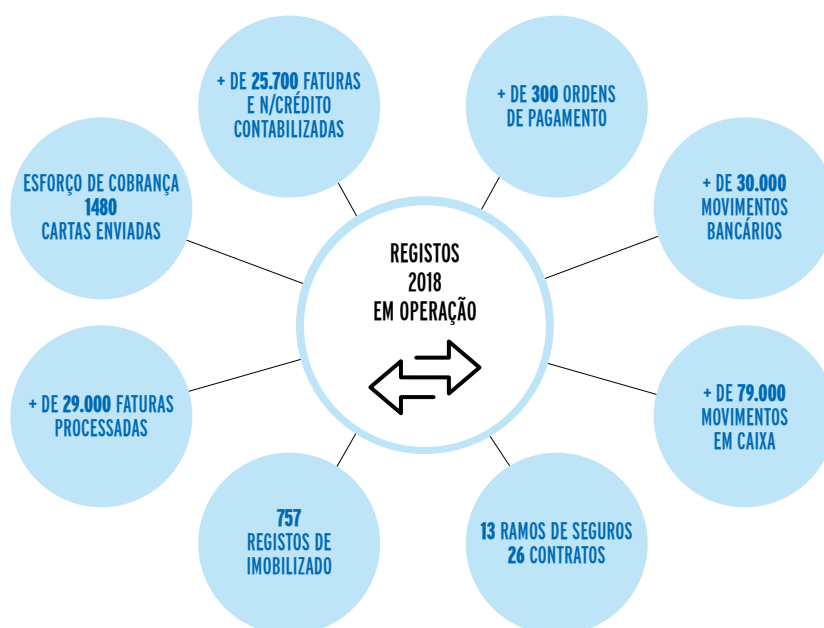 + DE 25.700 FATURAS
E N/CRÉDITO
CONTABILIZADAS
+ DE 300 ORDENS
DE PAGAMENTO
ESFORÇO DE COBRANÇA
1480
CARTAS ENVIADAS
+ DE 30.000
MOVIMENTOS
BANCÁRIOS
REGISTOS
2018
EM OPERAÇÃO
+ DE 29.000 FATURAS
PROCESSADAS
+ DE 79.000
MOVIMENTOS
EM CAIXA
757
REGISTOS DE
IMOBILIZADO
13 RAMOS DE SEGUROS
26 CONTRATOS